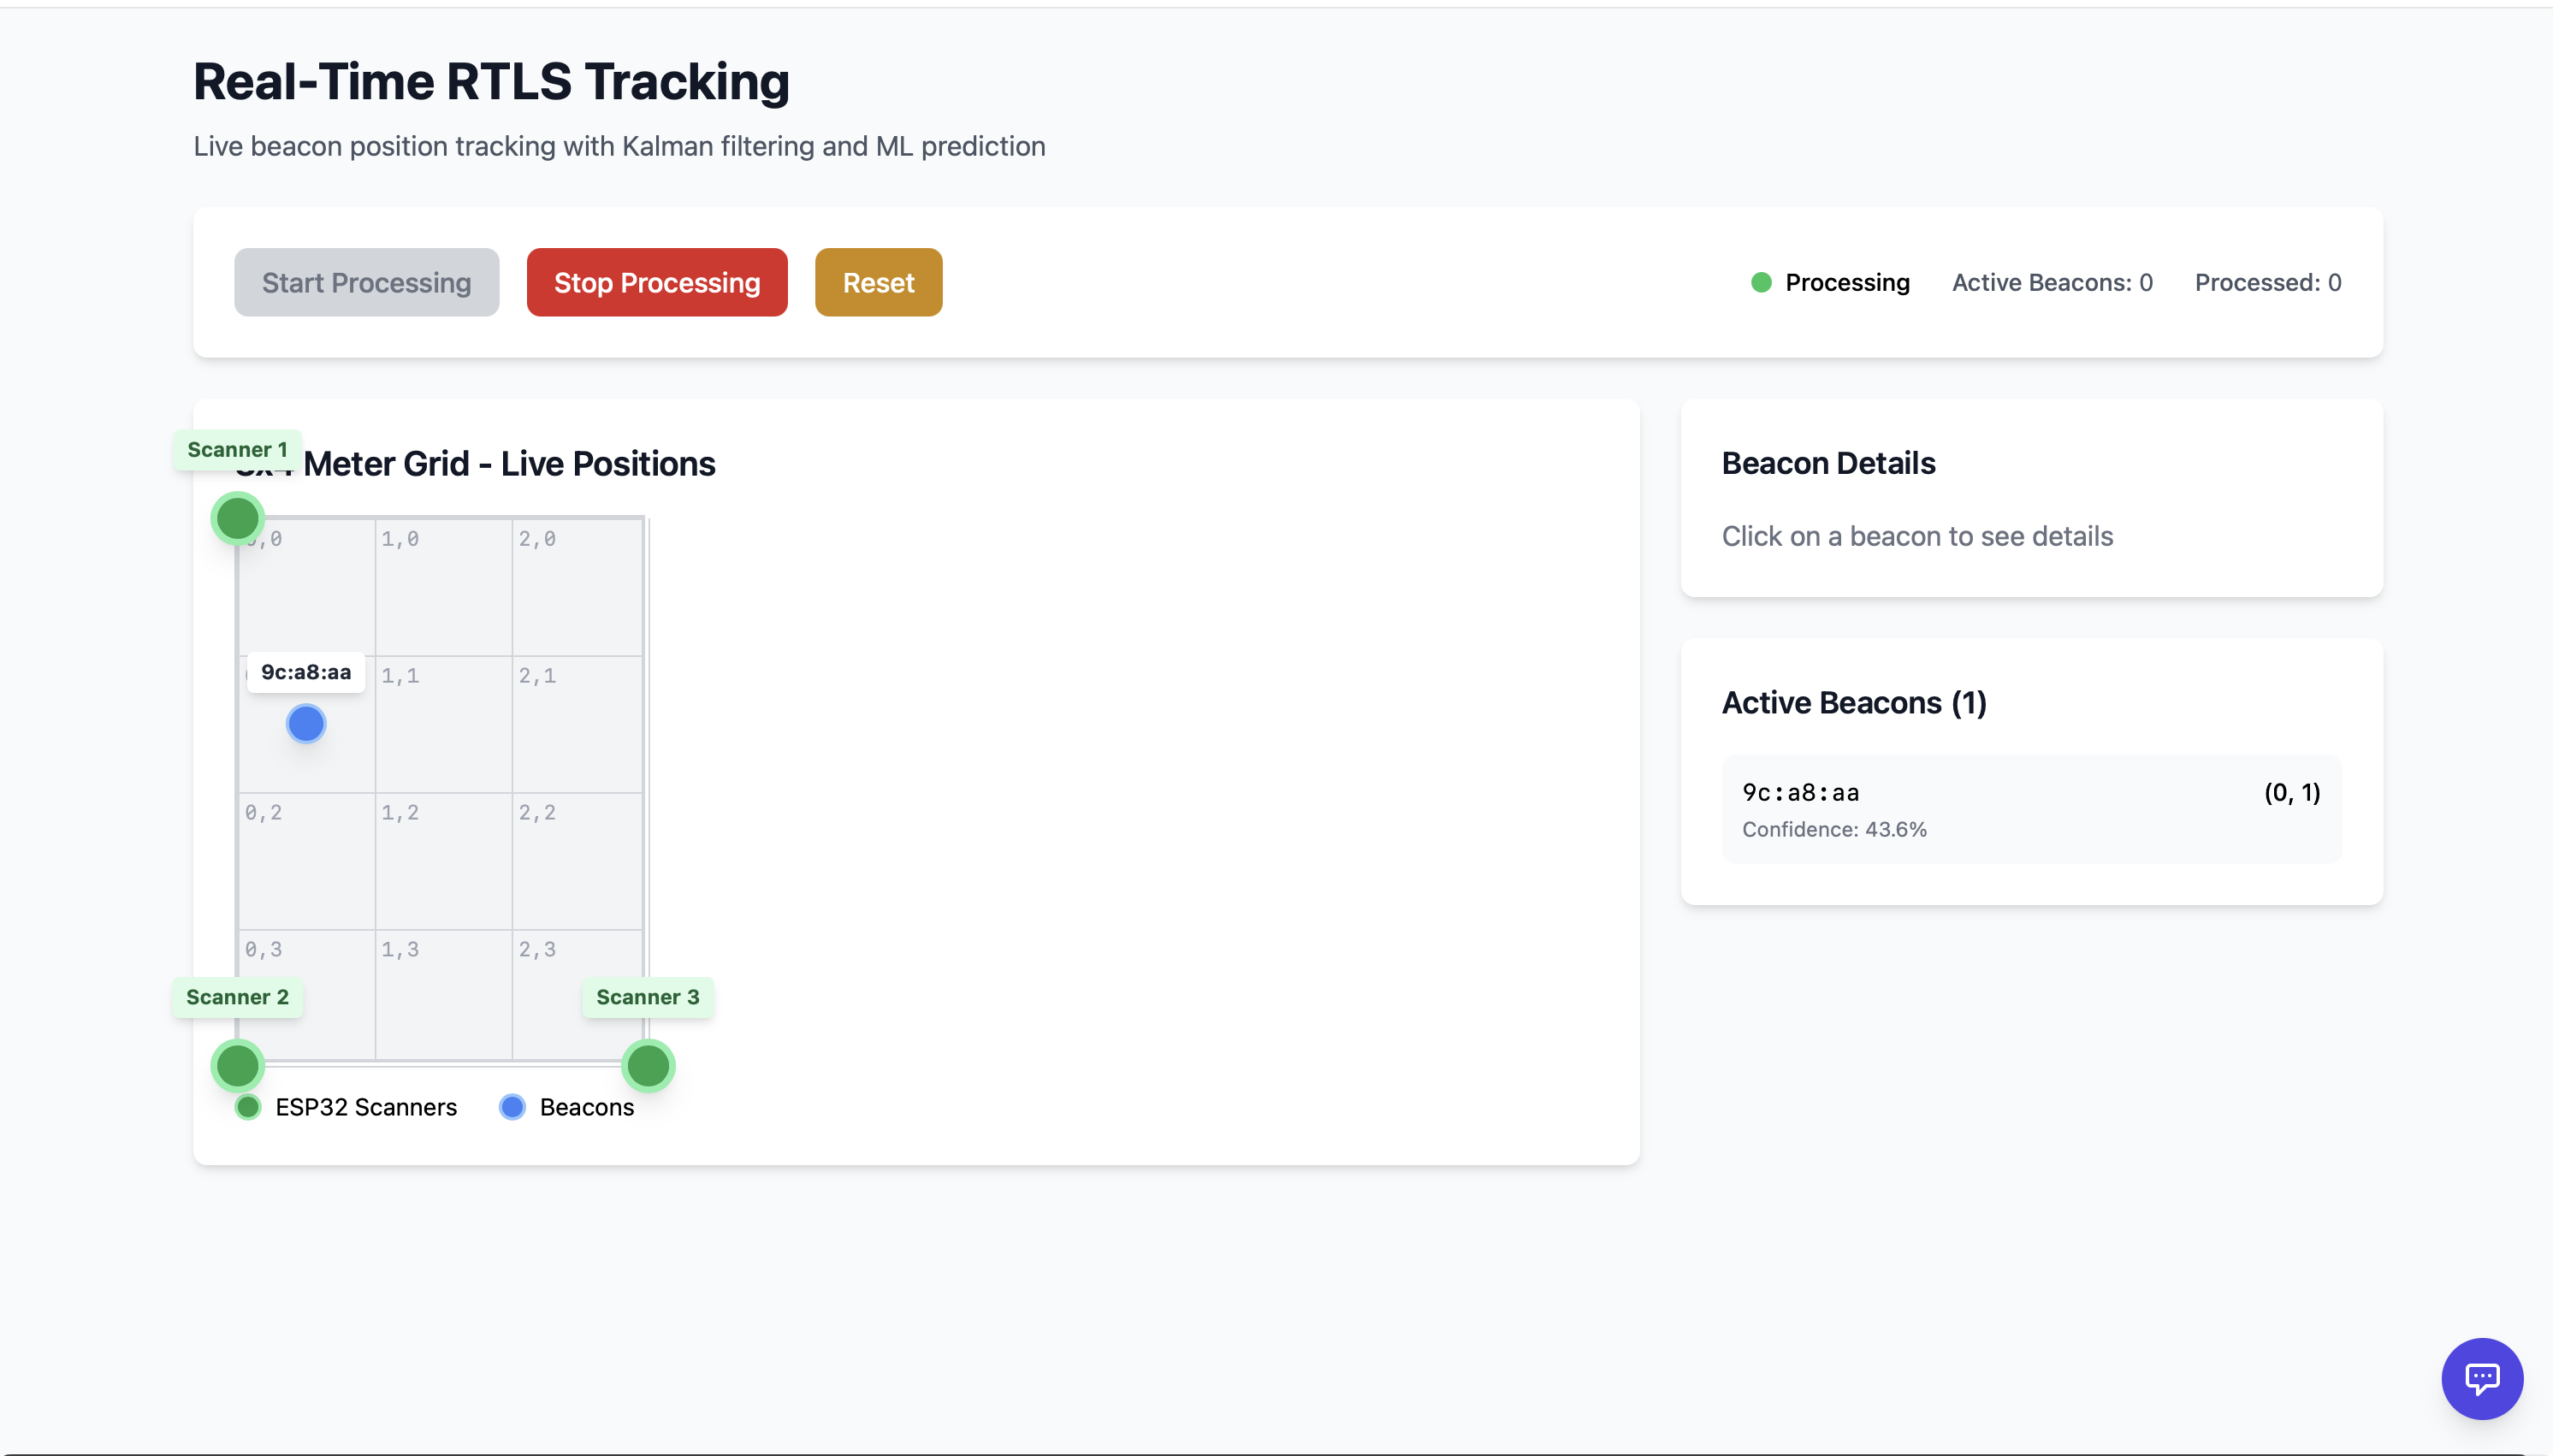 Real-Time RTLS Tracking
Live beacon position tracking with Kalman filtering and ML prediction
Start Processing
Stop Processing
Reset
Processing
Active Beacons: 0
Processed: 0
Scanner 1
Meter Grid - Live Positions
1,0
2,0
9c:a8:aa
1,1
2,1
0,2
1,2
2,2
0,3
1,3
2,3
Scanner 2
Scanner 3
ESP32 Scanners
Beacons
Beacon Details
Click on a beacon to see details
Active Beacons (1)
9c:a8:aa
(0, 1)
Confidence: 43.6%